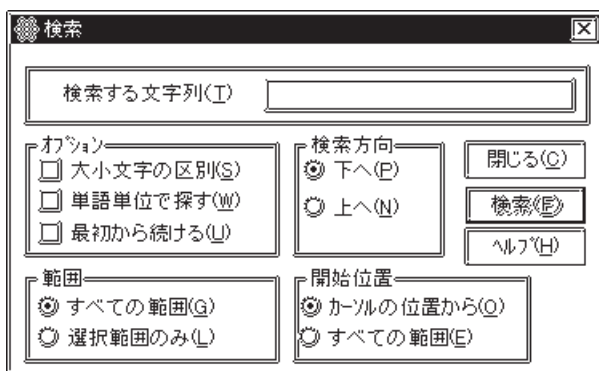 検索
検索する文字列(T)
オプション
大小文字の区別(S)
単語単位で探す(W)
最初から続ける(U)
検索方向
下へ(P)
上へ(N)
閉じる(C)
検索(F)
ヘルプ(H)
範囲
すべての範囲(G)
選択範囲のみ(L)
開始位置
カーソルの位置から(O)
すべての範囲(E)